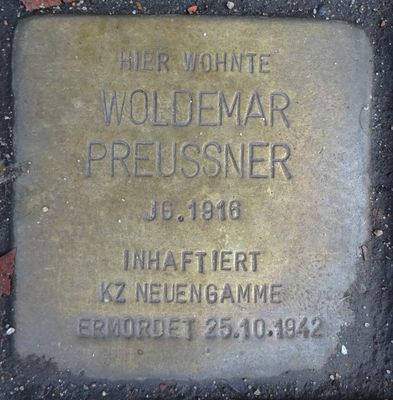 HIER WOHNTE
WOLDEMAR
PREUSSNER
JG. 1916
INHAFTIERT
KZ NEUENGAMME
ERMORDET 25.10.1942